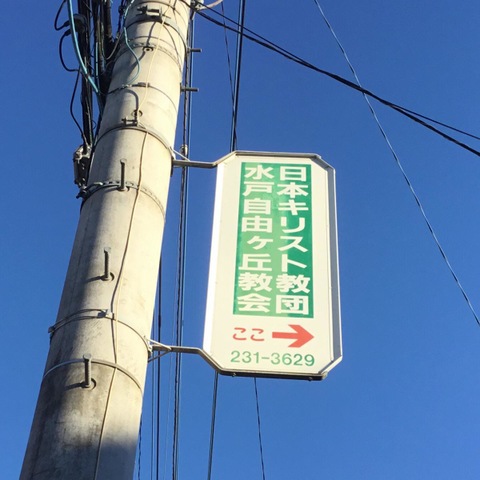 日本キリスト教団
水戸自由ヶ丘教会
ここ→
231-3629